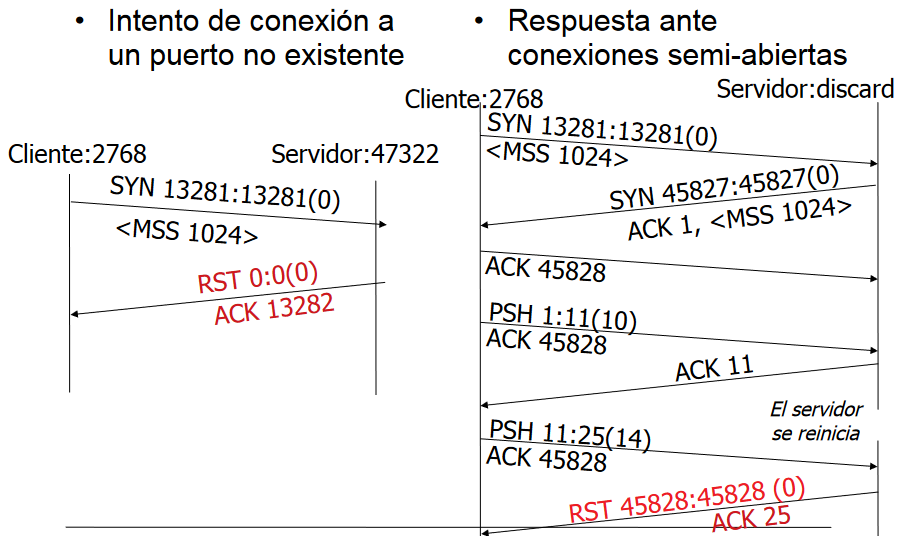 • Intento de conexión a
un puerto no existente
Cliente:2768
Servidor:47322
SYN 13281:13281(0)
<MSS 1024>
RST 0:0(0)
ACK 13282
• Respuesta ante
conexiones semi-abiertas
Cliente:2768
Servidor:discard
SYN 13281:13281(0)
<MSS 1024>
SYN 45827:45827(0)
ACK 1, <MSS 1024>
ACK 45828
PSH 1:11(10)
ACK 45828
ACK 11
El servidor
se reinicia
PSH 11:25(14)
ACK 45828
RST 45828:45828 (0)
ACK 25